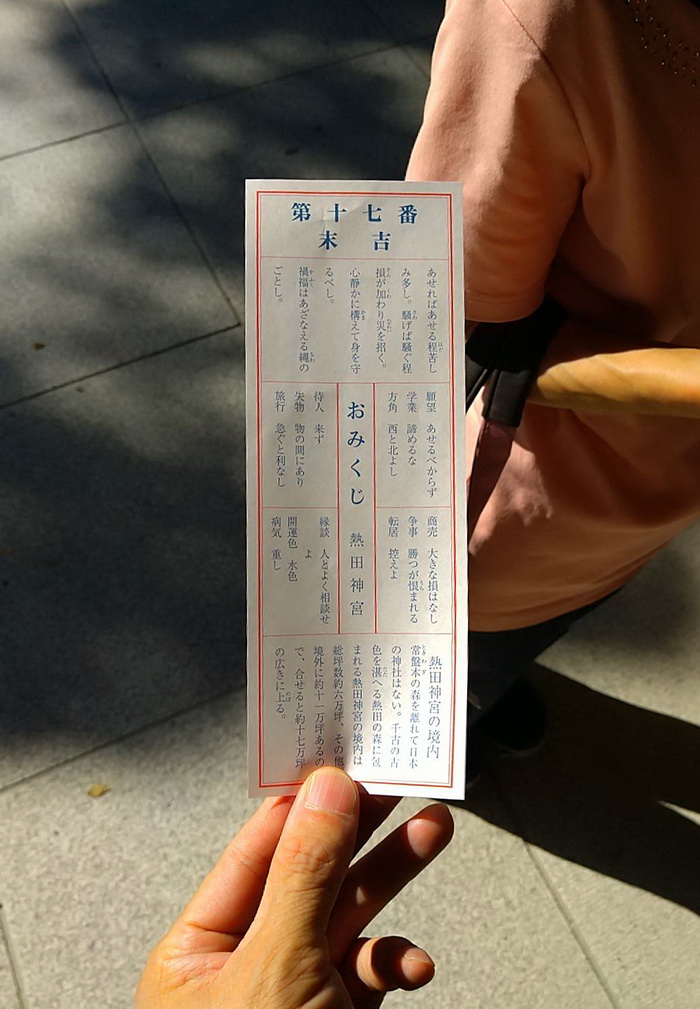 第十七番
末吉
あせればあせる程苦し
み多し。騒げば騒ぐ程
損が加わり災を招く。
心静かに構えて身を守
るべし。
禍福はあざなえる縄の
ごとし。
願望 あせるべからず
学業 諦めるな
方角 西と北よし
商売 大きな損はなし
争事 勝つが恨まれる
転居 控えよ
おみくじ 熱田神宮
待人 来ず
失物 物の間にあり
旅行 急ぐと利なし
縁談 人とよく相談せ
よ
開運色 水色
病気 重し
熱田神宮の境内
常盤木の森を離れて日本
の神社はない。千古の古
色を湛へる熱田の森に包
まれる熱田神宮の境内は
総坪数約六万坪、その他
境外に約十一万坪あるの
で、合せると約十七万坪
の広きに上る。